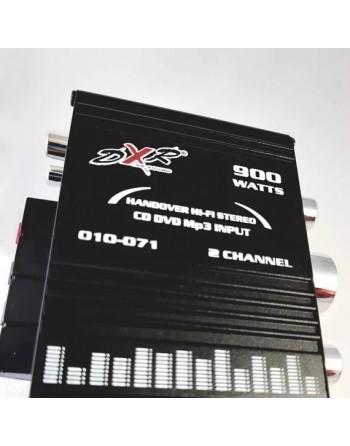 DXR
900
WATTS
HANDOVER HI-FI STEREO
CD DVD Mp3 INPUT
010-071
2 CHANNEL